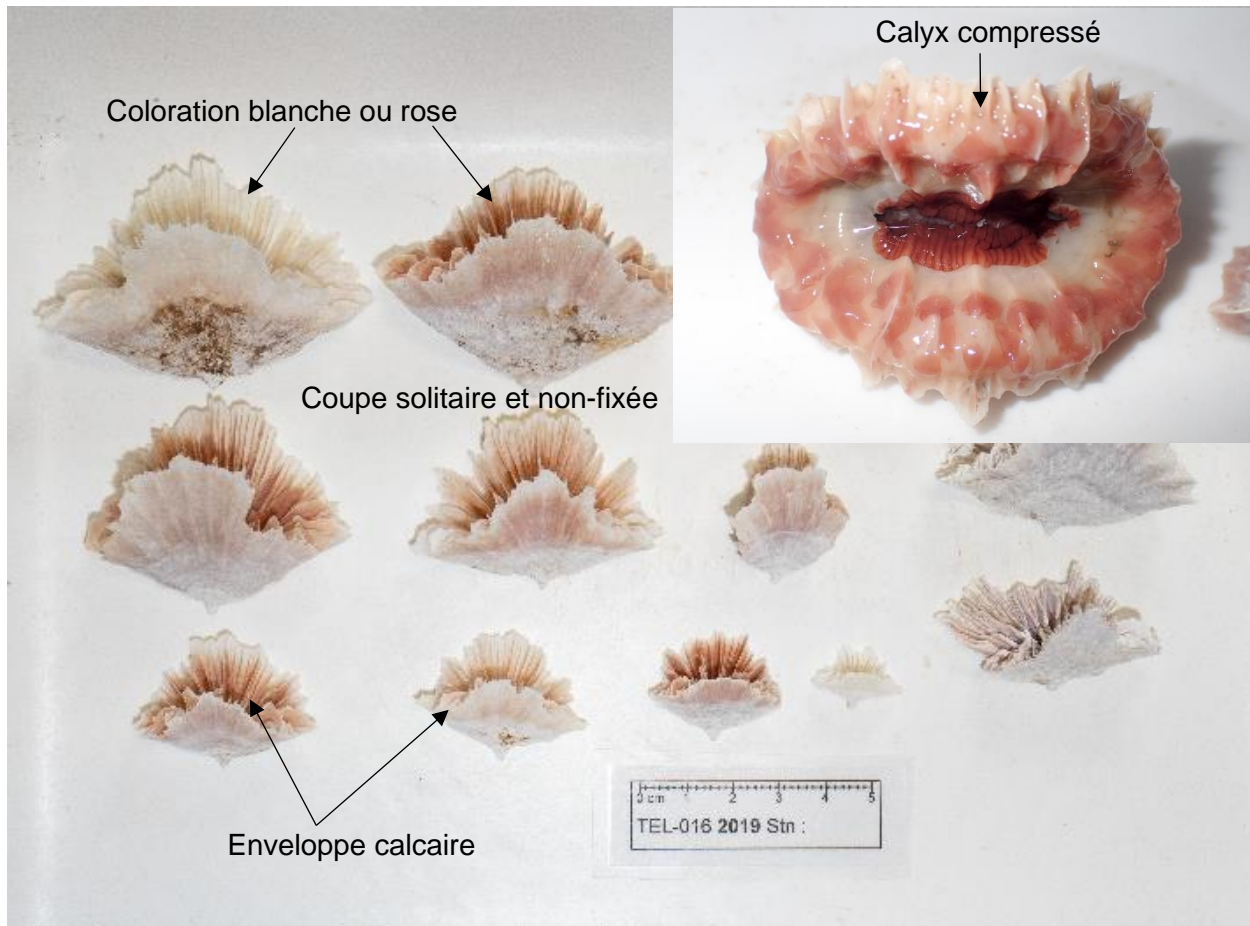 Calyx compressé
Coloration blanche ou rose
Coupe solitaire et non-fixée
Enveloppe calcaire
0 cm 1 2 3 4 5
TEL-016 2019 Stn :